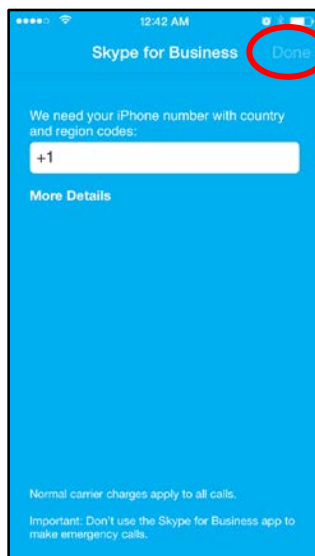 12:42 AM
Skype for Business Done
We need your iPhone number with country
and region codes:
+1
More Details
Normal carrier charges apply to all calls.
Important: Don't use the Skype for Business app to
make emergency calls.